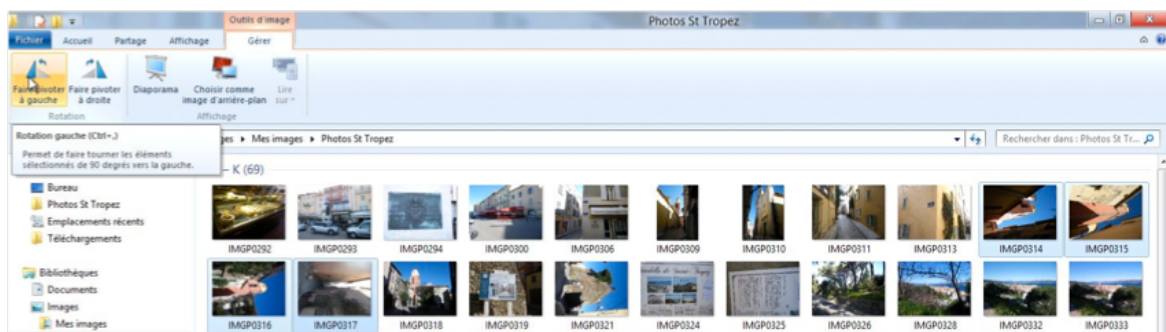 Outils d'image
Photos St Tropez
Fichier Accueil Partage Affichage Gérer
Faire pivoter à gauche
Faire pivoter à droite
Diaporama
Choisir comme image d'arrière-plan
Lire sur
Rotation
Affichage
Rotation gauche (Ctrl+,)
Permet de faire tourner les éléments
sélectionnés de 90 degrés vers la gauche.
Mes images Photos St Tropez
Rechercher dans : Photos St Tr...
K (69)
Bureau
Photos St Tropez
Emplacements récents
Téléchargements
Bibliothèques
Documents
Images
Mes images
IMGP0292 IMGP0293 IMGP0294 IMGP0300 IMGP0306 IMGP0309 IMGP0310 IMGP0311 IMGP0313 IMGP0314 IMGP0315
IMGP0316 IMGP0317 IMGP0318 IMGP0319 IMGP0321 IMGP0324 IMGP0325 IMGP0326 IMGP0328 IMGP0332 IMGP0333